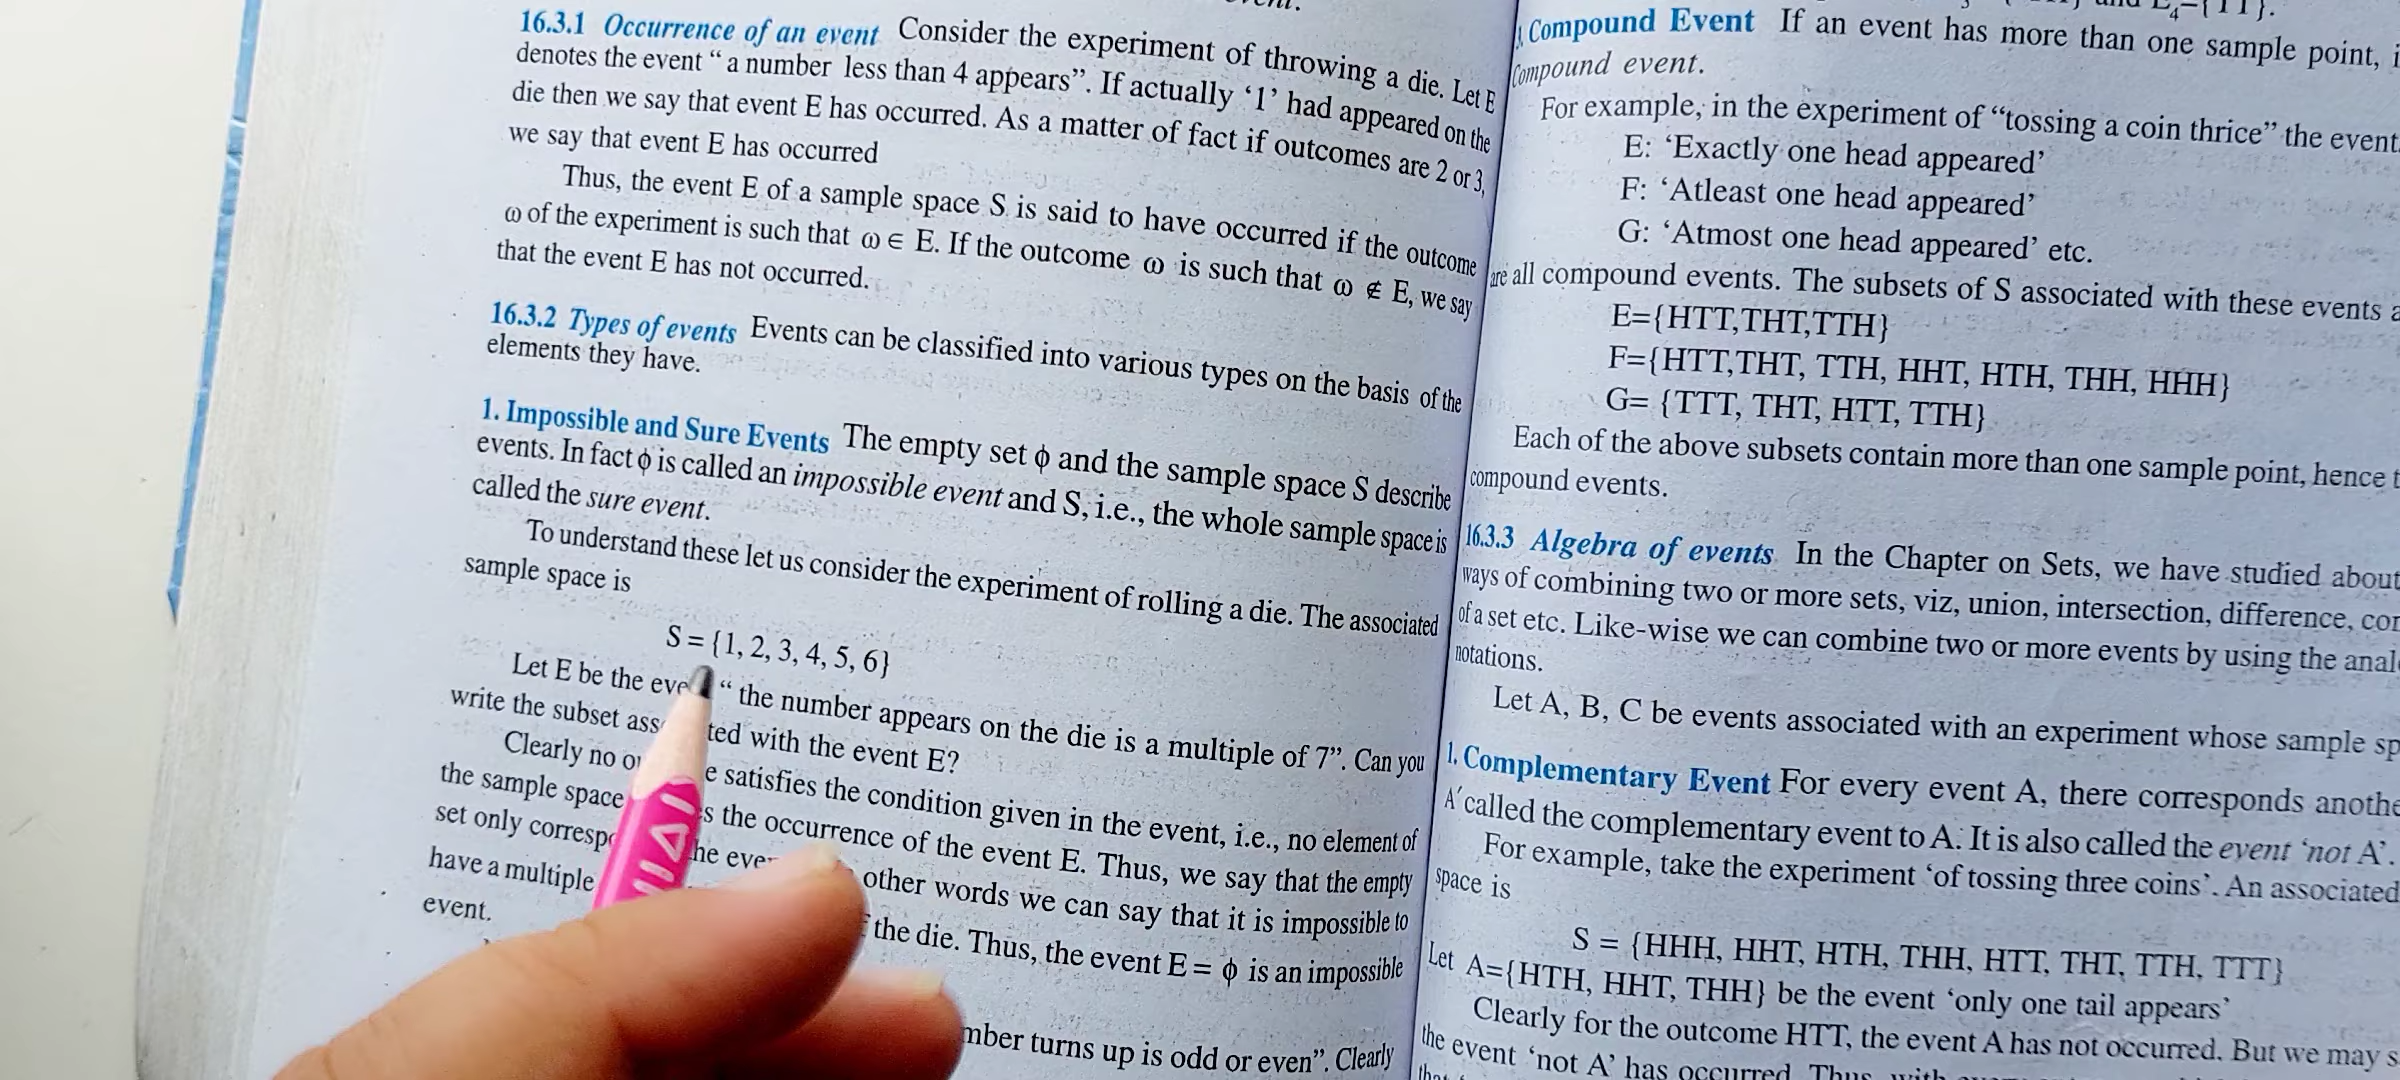 16.3.1 Occurrence of an event Consider the experiment of throwing a die. Let E
denotes the event “ a number less than 4 appears”. If actually ‘1’ had appeared on the
die then we say that event E has occurred. As a matter of fact if outcomes are 2 or 3,
we say that event E has occurred
Thus, the event E of a sample space S is said to have occurred if the outcome
ω of the experiment is such that ω ∈ E. If the outcome ω is such that ω ∉ E, we say
that the event E has not occurred.
16.3.2 Types of events Events can be classified into various types on the basis of the
elements they have.
1. Impossible and Sure Events The empty set ϕ and the sample space S describe
events. In fact ϕ is called an impossible event and S, i.e., the whole sample space is
called the sure event.
To understand these let us consider the experiment of rolling a die. The associated
sample space is
S = {1, 2, 3, 4, 5, 6}
Let E be the “ the number appears on the die is a multiple of 7”. Can you
write the subset with the event E?
Clearly no satisfies the condition given in the event, i.e., no element of
the sample space the occurrence of the event E. Thus, we say that the empty
set only other words we can say that it is impossible to
have a multiple the die. Thus, the event E = ϕ is an impossible
event.
turns up is odd or even”. Clearly
Compound Event If an event has more than one sample point,
Compound event.
For example, in the experiment of “tossing a coin thrice” the event
E: ‘Exactly one head appeared’
F: ‘Atleast one head appeared’
G: ‘Atmost one head appeared’ etc.
are all compound events. The subsets of S associated with these events
E={HTT,THT,TTH}
F={HTT,THT, TTH, HHT, HTH, THH, HHH}
G= {TTT, THT, HTT, TTH}
Each of the above subsets contain more than one sample point, hence
compound events.
16.3.3 Algebra of events In the Chapter on Sets, we have studied about
ways of combining two or more sets, viz, union, intersection, difference,
of a set etc. Like-wise we can combine two or more events by using the
notations.
Let A, B, C be events associated with an experiment whose sample
1. Complementary Event For every event A, there corresponds
A′ called the complementary event to A. It is also called the event ‘not A’.
For example, take the experiment ‘of tossing three coins’. An associated
space is
S = {HHH, HHT, HTH, THH, HTT, THT, TTH, TTT}
Let A={HTH, HHT, THH} be the event ‘only one tail appears’
Clearly for the outcome HTT, the event A has not occurred. But we may
the event ‘not A’ has occurred. Thus, with